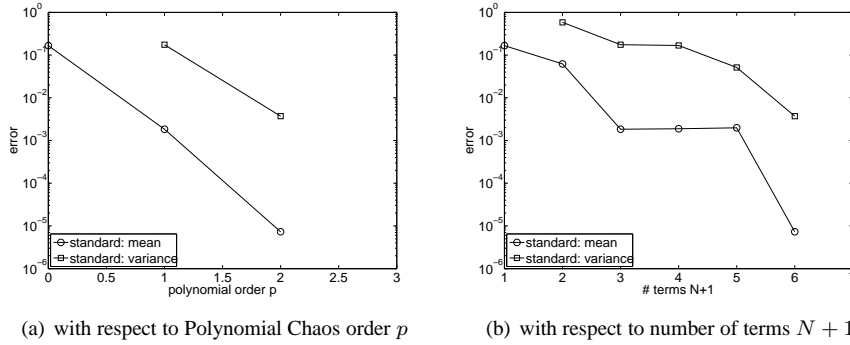 10^0
10^-1
10^-2
10^-3
10^-4
10^-5
10^-6
error
0 0.5 1 1.5 2 2.5 3
polynomial order p
standard: mean
standard: variance
10^0
10^-1
10^-2
10^-3
10^-4
10^-5
10^-6
error
1 2 3 4 5 6 7
# terms N+1
standard: mean
standard: variance
(a) with respect to Polynomial Chaos order p
(b) with respect to number of terms N + 1